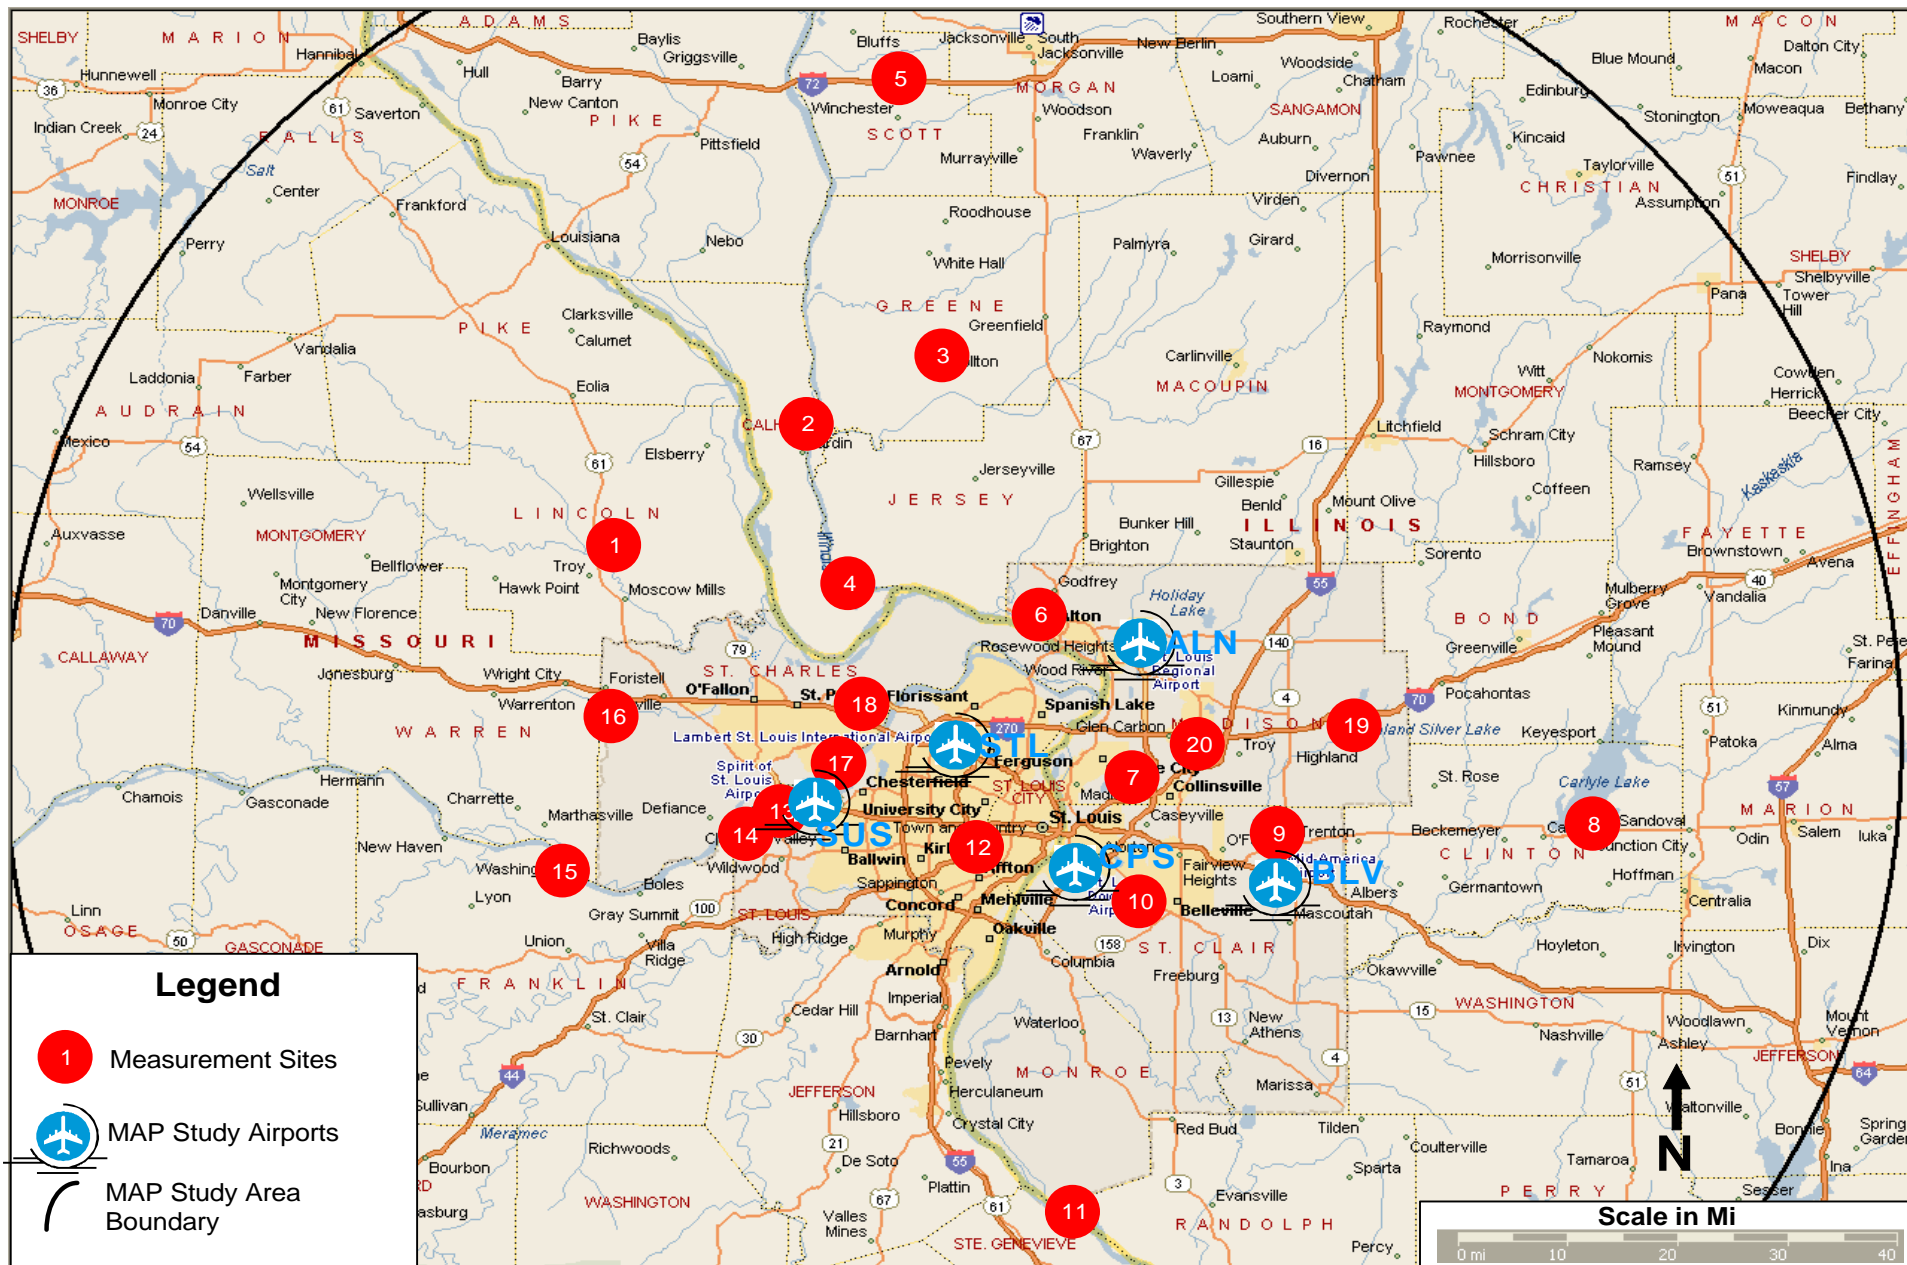 ADAMS
SHELBY
MARION
Hannibal
Hunnewell
36
Monroe City
Indian Creek
24
61
Saverton
Hull
Baylis
Griggsville
Barry
New Canton
PIKE
54
Pittsfield
72
Bluffs
5
Winchester
SCOTT
Jacksonville
South
Jacksonville
New Berlin
MORGAN
Woodson
Franklin
Waverly
Murrayville
Southern View
Woodside
Loami
Chatham
SANGAMON
Auburn
Divernon
Rochester
Pawnee
Edinburg
Kincaid
Blue Mound
MACON
Dalton City
Macon
Stonington
Moweaqua
Bethany
Taylorville
CHRISTIAN
Assumption
51
Findlay
Salt
Center
MONROE
Perry
Frankford
Louisiana
Nebo
Roodhouse
White Hall
Palmyra
Virden
Girard
Morrisonville
SHELBY
Shelbyville
Pana
Tower
Hill
GREENE
Greenfield
3
Clarksville
Calumet
PIKE
Vandalia
Laddonia
Farber
Eolia
AUDRAIN
Mexico
54
Carlinville
MACOUPIN
Raymond
Nokomis
Witt
MONTGOMERY
Cowden
Herrick
Beecher City
2
Elsberry
61
67
16
Litchfield
Schram City
Hillsboro
Ramsey
Kaskaskia
EFFINGHAM
Wellsville
LINCOLN
Jerseyville
JERSEY
Gillespie
Benld
Mount Olive
Coffeen
MONTGOMERY
Auxvasse
Bellflower
1
Troy
Hawk Point
Moscow Mills
Bunker Hill
Brighton
ILLINOIS
Staunton
Sorento
FAYETTE
Brownstown
Avena
40
Vandalia
Mulberry
Grove
4
6
Godfrey
Holiday
Lake
55
Montgomery
City
New Florence
Danville
70
MISSOURI
79
ST. CHARLES
Rosewood Heights
Wood River
ALN
Regional
Airport
140
BOND
Greenville
Pleasant
Mound
St. Pete
Farina
CALLAWAY
Jonesburg
Wright City
Warrenton
Foristell
16
O'Fallon
18
Florissant
Spanish Lake
Glen Carbon
MADISON
4
19
70
Pocahontas
51
Kinmundy
WARREN
Lambert St. Louis International Airp
270
STL
Ferguson
20
Troy
Highland
Keyesport
Patoka
Alma
Hermann
Spirit of
St. Louis
17
Chesterfield
7
Collinsville
St. Rose
Carlyle Lake
57
MARION
Chamois
Gasconade
Charrette
Marthasville
Defiance
13
SUS
University City
ST. LOUIS
CITY
St. Louis
Caseyville
9
Trenton
Beckemeyer
8
Sandoval
Odin
Salem
Iuka
New Haven
14
Wildwood
Ballwin
12
CPS
Fairview
Heights
BLV
Albers
CLINTON
Germantown
Hoffman
Centralia
15
Lyon
Boles
Gray Summit
100
ST. LOUIS
Sappington
Concord
Mehlville
10
Belleville
Mascoutah
Linn
OSAGE
50
GASCONADE
Union
Villa
Ridge
High Ridge
Murphy
Oakville
158
ST. CLAIR
Hoyleton
Irvington
Dix
FRANKLIN
Arnold
Columbia
Freeburg
Okawville
St. Clair
Cedar Hill
Imperial
Barnhart
Waterloo
13
New
Athens
15
WASHINGTON
Nashville
Woodlawn
Ashley
Mount
Vernon
30
44
4
JEFFERSON
64
Pevely
MONROE
Marissa
51
JEFFERSON
Herculaneum
Hillsboro
Crystal City
Red Bud
Tilden
Coulterville
Bonnie
Spring
Garden
Sullivan
Meramec
Richwoods
21
De Soto
55
Bourbon
Sparta
Tamaroa
N
Ina
Plattin
3
Evansville
PERRY
Sesser
WASHINGTON
67
61
11
RANDOLPH
Valles
Mines
STE. GENEVIEVE
Percy
Legend
1 Measurement Sites
MAP Study Airports
MAP Study Area
Boundary
Scale in Mi
0 mi 10 20 30 40